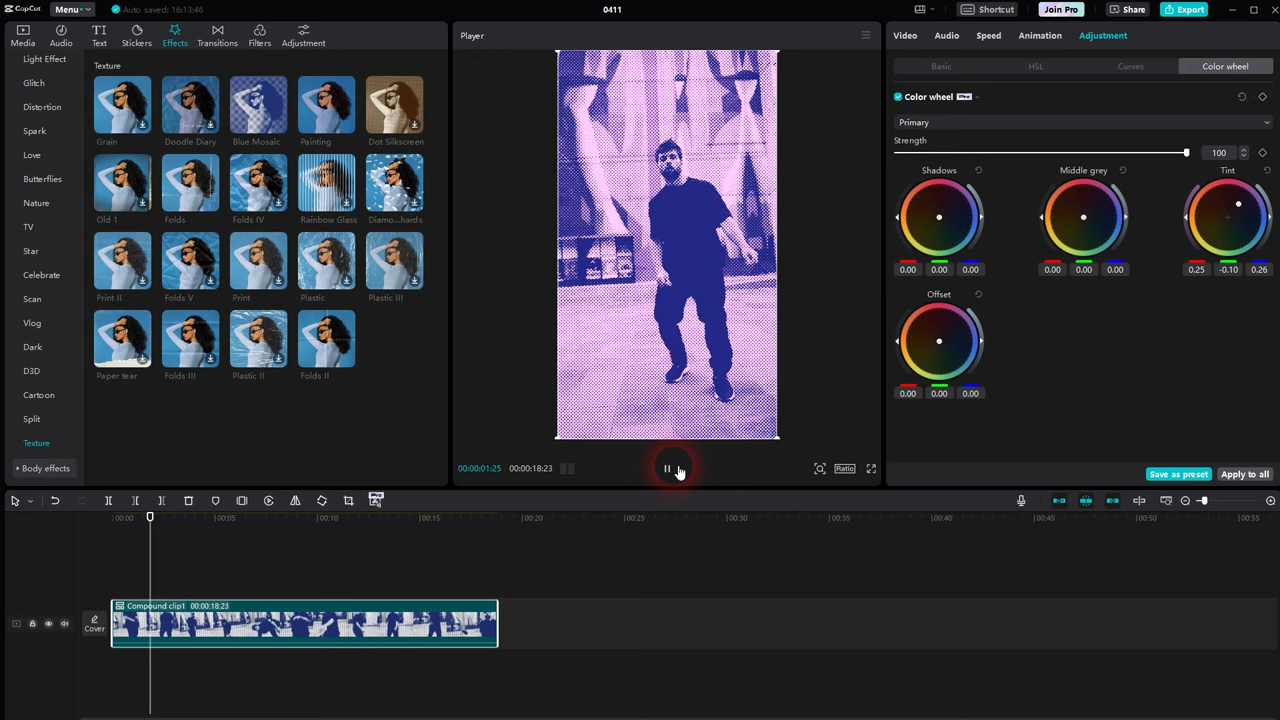 CapCut Menu Auto saved: 16:13:46 0411 Shortcut Join Pro Share Export
Media Audio Text Stickers Effects Transitions Filters Adjustment
Player
Video Audio Speed Animation Adjustment
Light Effect
Glitch
Distortion
Spark
Love
Butterflies
Nature
TV
Star
Celebrate
Scan
Vlog
Dark
D3D
Cartoon
Split
Texture
Body effects
Texture
Grain Doodle Diary Blue Mosaic Painting Dot Silkscreen
Old 1 Folds Folds IV Rainbow Glass Diamo...hards
Print II Folds V Print Plastic Plastic III
Paper tear Folds III Plastic II Folds II
00:00:01:25 00:00:18:23 Ratio
Basic HSL Curves Color wheel
Color wheel Pro
Primary
Strength
100
Shadows Middle grey Tint
0.00 0.00 0.00 0.00 0.00 0.00 0.25 -0.10 0.26
Offset
0.00 0.00 0.00
Save as preset Apply to all
Pro
00:00 00:05 00:10 00:15 00:20 00:25 00:30 00:35 00:40 00:45 00:50 00:55
Compound clip1 00:00:18:23
Cover